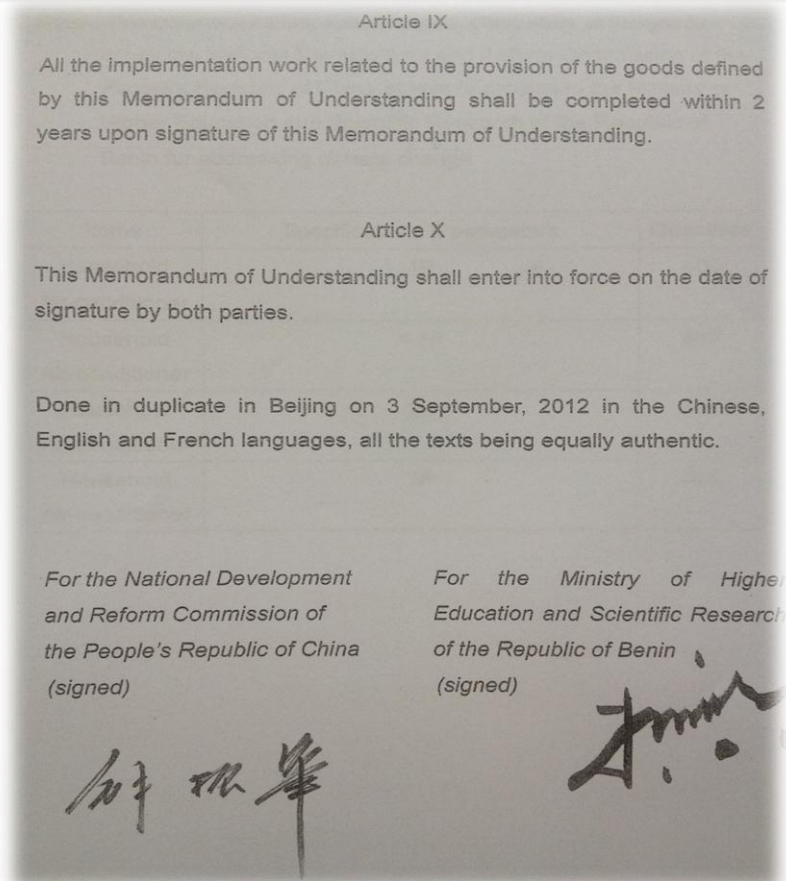 Article IX
All the implementation work related to the provision of the goods defined
by this Memorandum of Understanding shall be completed within 2
years upon signature of this Memorandum of Understanding.
Article X
This Memorandum of Understanding shall enter into force on the date of
signature by both parties.
Done in duplicate in Beijing on 3 September, 2012 in the Chinese,
English and French languages, all the texts being equally authentic.
For the National Development
and Reform Commission of
the People's Republic of China
(signed)
For the Ministry of Higher
Education and Scientific Research
of the Republic of Benin
(signed)